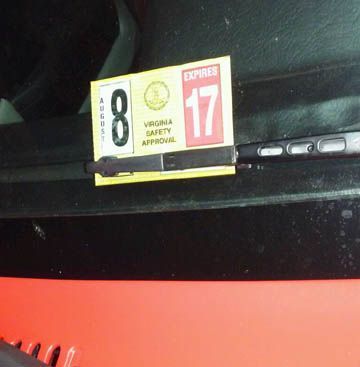 AUGUST
8
EXPIRES
17
VIRGINIA
SAFETY
APPROVAL